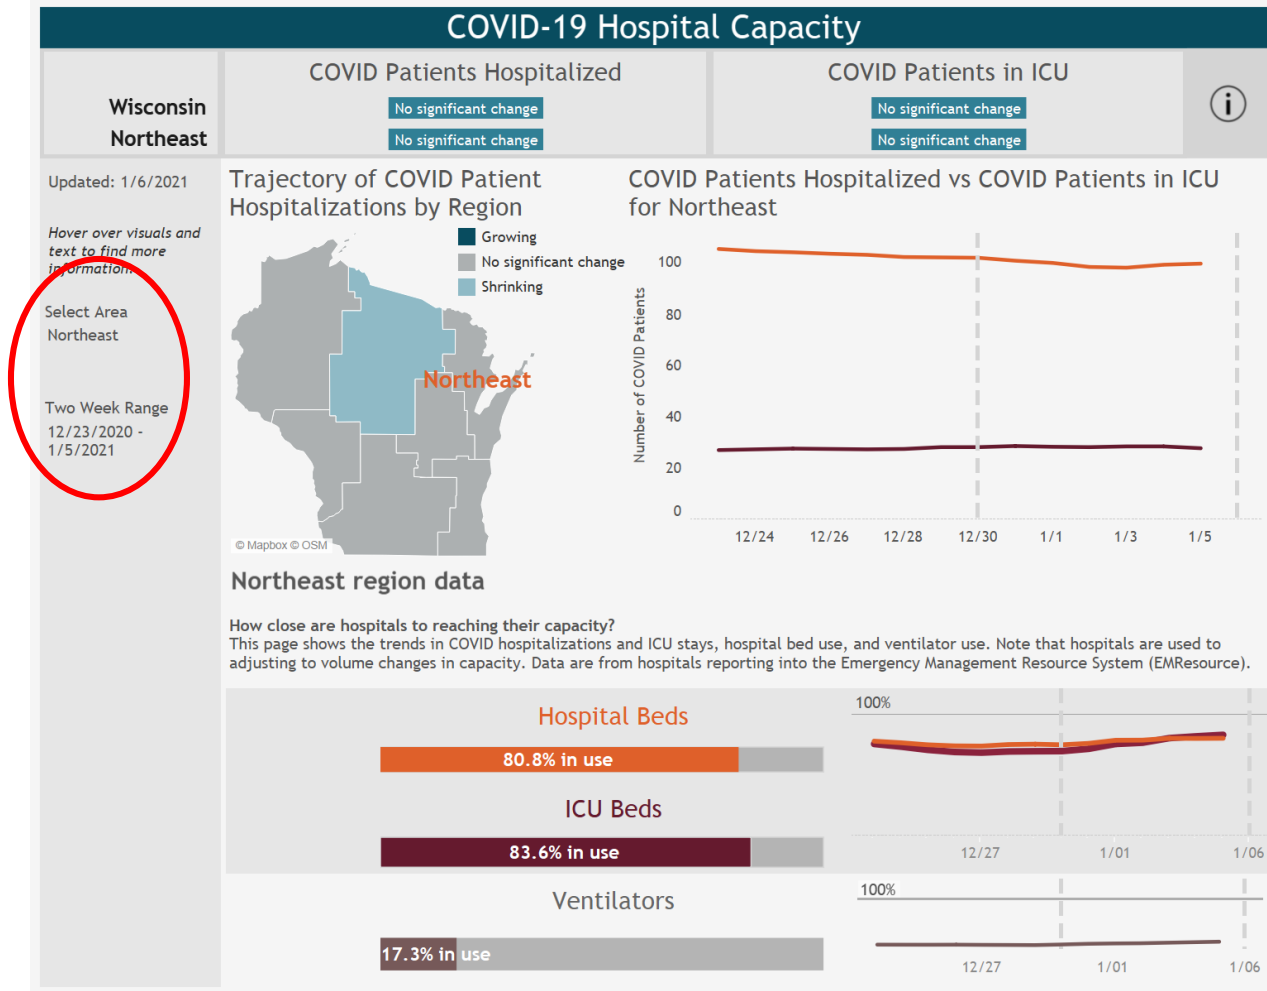 COVID-19 Hospital Capacity
Wisconsin
Northeast
COVID Patients Hospitalized
No significant change
No significant change
COVID Patients in ICU
No significant change
No significant change
i
Updated: 1/6/2021
Hover over visuals and
text to find more
information.
Select Area
Northeast
Two Week Range
12/23/2020 -
1/5/2021
Trajectory of COVID Patient
Hospitalizations by Region
Growing
No significant change
Shrinking
Northeast
© Mapbox © OSM
COVID Patients Hospitalized vs COVID Patients in ICU
for Northeast
Number of COVID Patients
100
80
60
40
20
0
12/24 12/26 12/28 12/30 1/1 1/3 1/5
Northeast region data
How close are hospitals to reaching their capacity?
This page shows the trends in COVID hospitalizations and ICU stays, hospital bed use, and ventilator use. Note that hospitals are used to
adjusting to volume changes in capacity. Data are from hospitals reporting into the Emergency Management Resource System (EMResource).
Hospital Beds
80.8% in use
ICU Beds
83.6% in use
100%
12/27 1/01 1/06
Ventilators
17.3% in use
100%
12/27 1/01 1/06